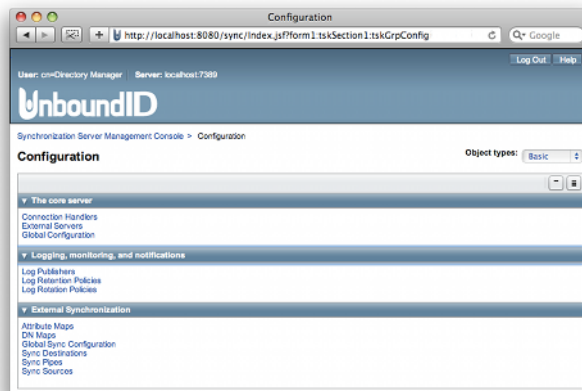 Configuration
http://localhost:8080/sync/Index.jsf?form1:tskSection1:tskGrpConfig
Google
Log Out Help
User: cn=Directory Manager Server: localhost:7389
UnboundID
Synchronization Server Management Console > Configuration
Configuration
Object types: Basic
The core server
Connection Handlers
External Servers
Global Configuration
Logging, monitoring, and notifications
Log Publishers
Log Retention Policies
Log Rotation Policies
External Synchronization
Attribute Maps
DN Maps
Global Sync Configuration
Sync Destinations
Sync Pipes
Sync Sources